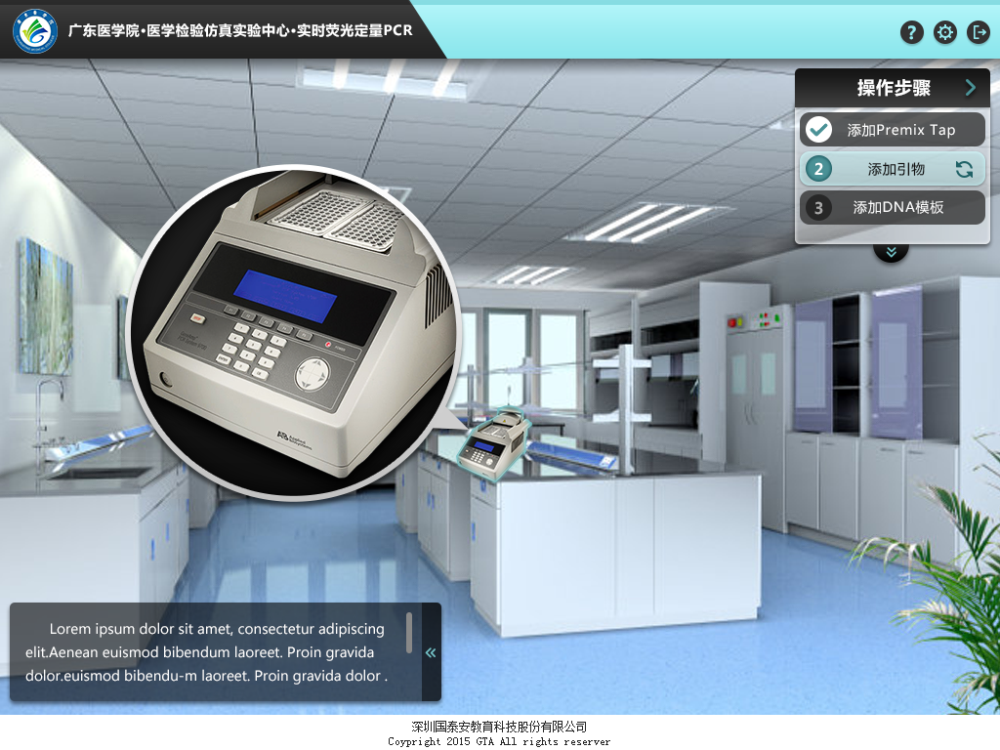 广东医学院·医学检验仿真实验中心·实时荧光定量PCR
?
操作步骤
添加Premix Tap
2
添加引物
3
添加DNA模板
Applied
Biosystems
Lorem ipsum dolor sit amet, consectetur adipiscing
elit.Aenean euismod bibendum laoreet. Proin gravida
dolor.euismod bibendu-m laoreet. Proin gravida dolor .
深圳国泰安教育科技股份有限公司
Coypright 2015 GTA All rights reserver